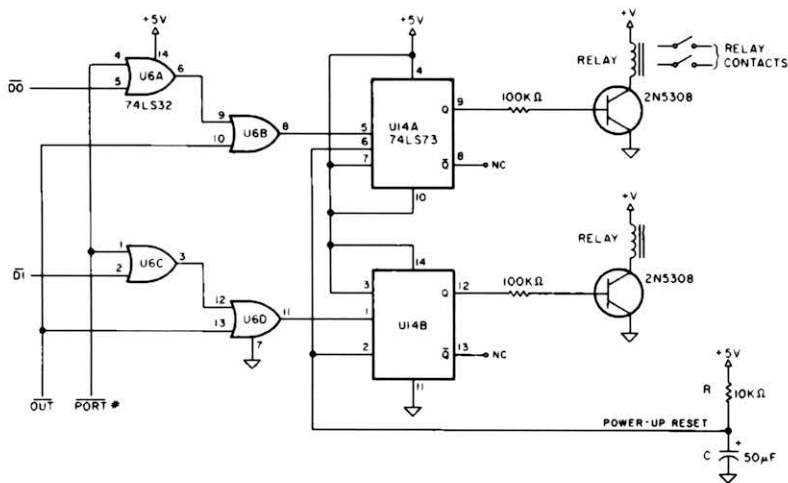 +5V
+5V
+V
14
4
U6A
6
RELAY
RELAY
CONTACTS
5
D0
74LS32
4
9
U6B
8
10
5
U14A
Q
9
100KΩ
2N5308
6
74LS73
7
Q
8
NC
10
+V
RELAY
14
1
U6C
3
2
D1
12
U6D
11
13
7
3
Q
12
100KΩ
2N5308
1
U14B
2
Q
13
NC
11
+5V
OUT
PORT #
R
10KΩ
POWER-UP RESET
+
C
50μF